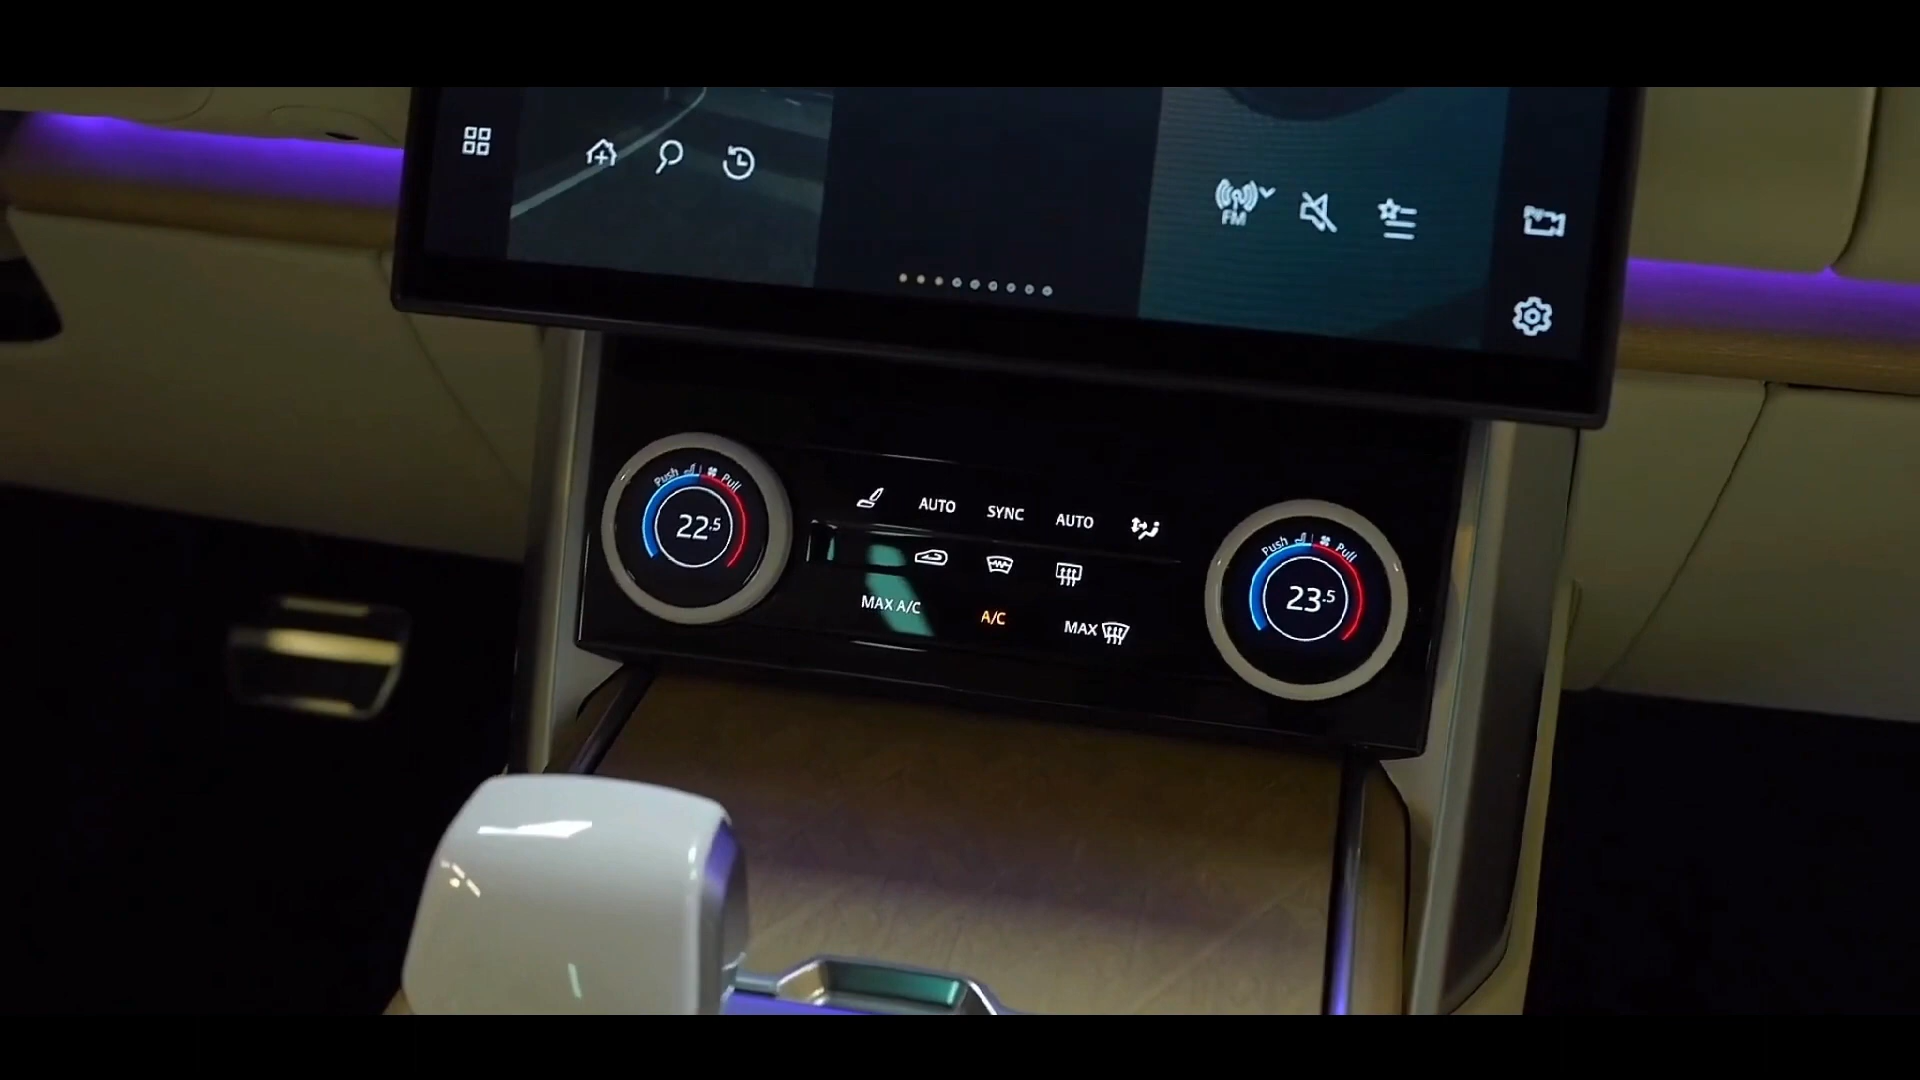 FM
Push Pull
22.5
AUTO SYNC AUTO
MAX A/C A/C MAX
Push Pull
23.5